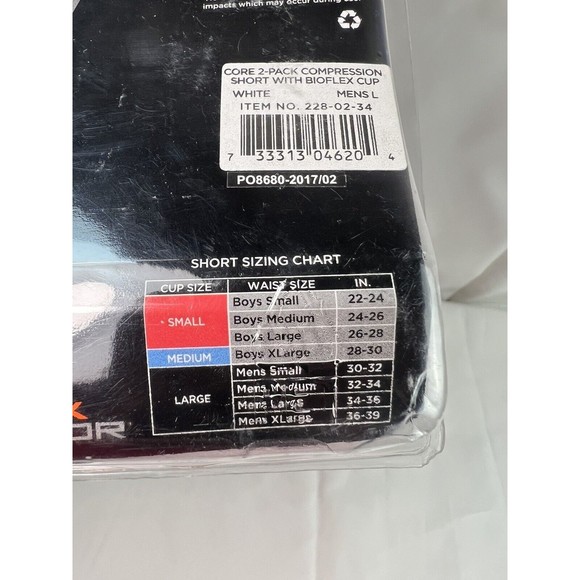 impacts which may occur during
CORE 2-PACK COMPRESSION
SHORT WITH BIOFLEX CUP
WHITE MENS L
ITEM NO. 228-02-34
7 33313 04620 4
PO8680-2017/02
SHORT SIZING CHART
CUP SIZE WAIST SIZE IN.
SMALL Boys Small 22-24
Boys Medium 24-26
Boys Large 26-28
MEDIUM Boys XLarge 28-30
LARGE Mens Small 30-32
Mens Medium 32-34
Mens Large 34-36
Mens XLarge 36-39